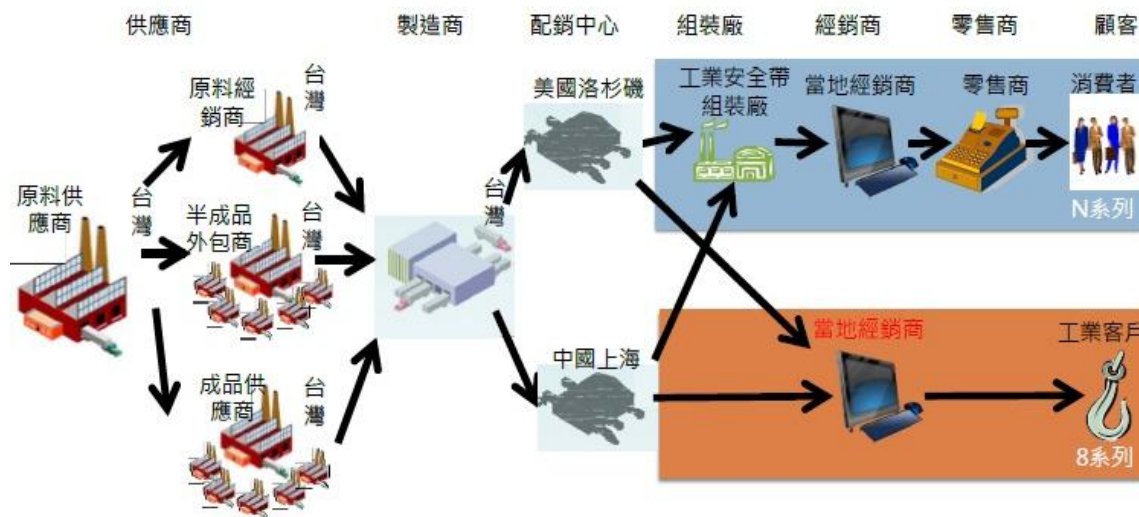 供應商
製造商
配銷中心
組裝廠
經銷商
零售商
顧客
原料供
應商
台
灣
原料經
銷商
台
灣
半成品
外包商
台
灣
成品供
應商
台
灣
台
灣
美國洛杉磯
中國上海
工業安全帶
組裝廠
當地經銷商
零售商
消費者
N系列
當地經銷商
工業客戶
8系列